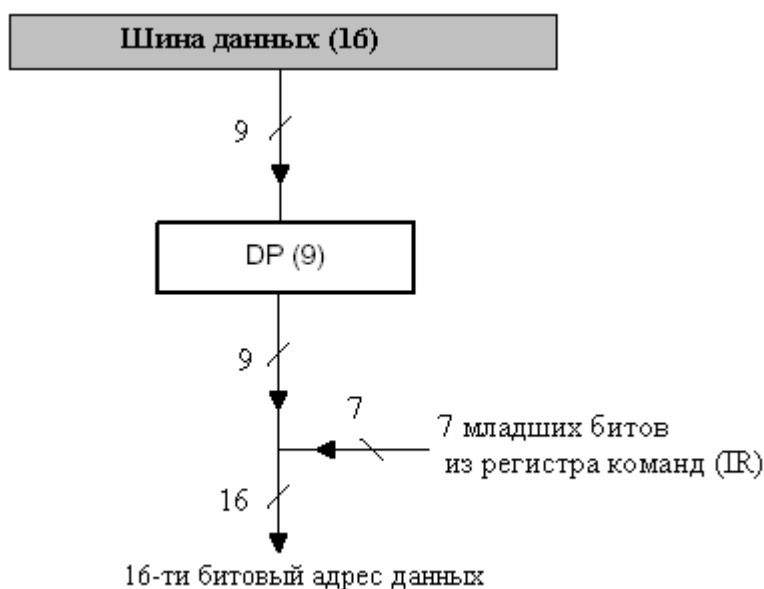 Шина данных (16)
9
DP (9)
9
7
7 младших битов
из регистра команд (IR)
16
16-ти битовый адрес данных